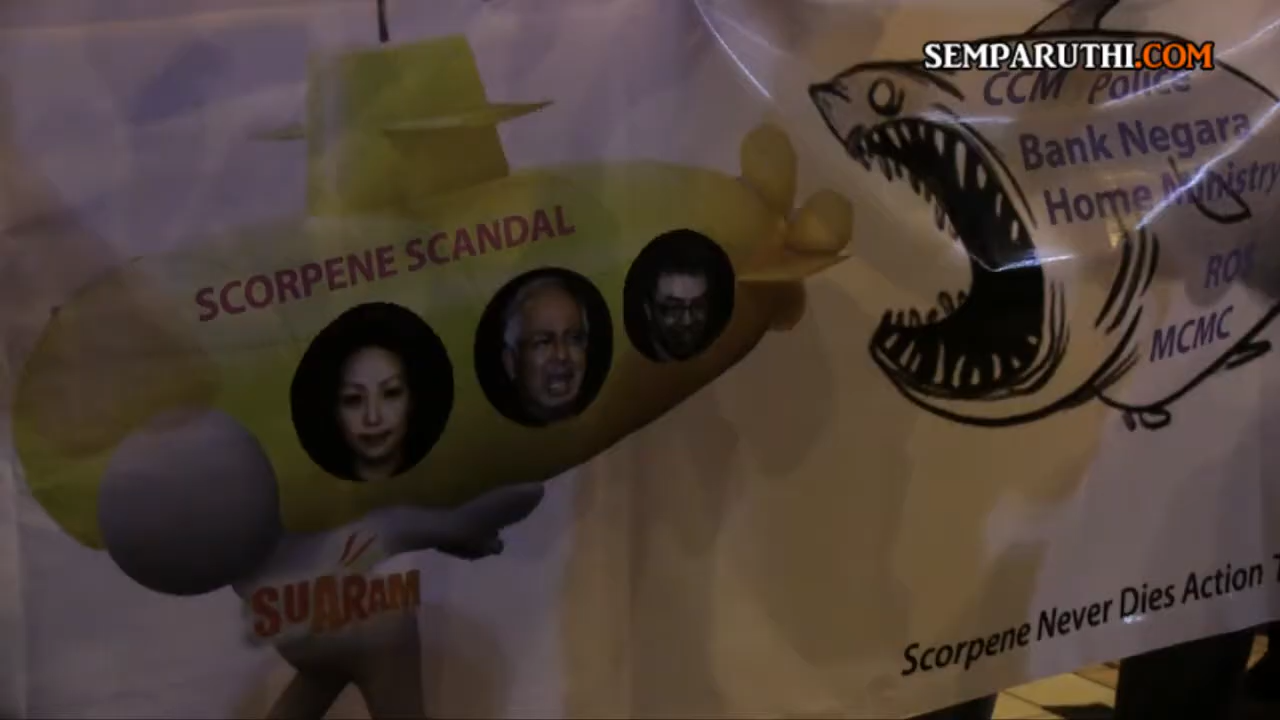 SEMPARUTHI.COM
CCM Police
Bank Negara
Home Ministry
ROS
MCMC
SCORPENE SCANDAL
SUARAM
Scorpene Never Dies Action